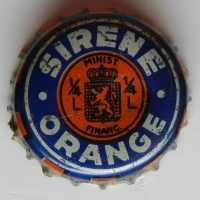 SIRENE
MINIST
¼ L ¼ L
FINANC.
ORANGE